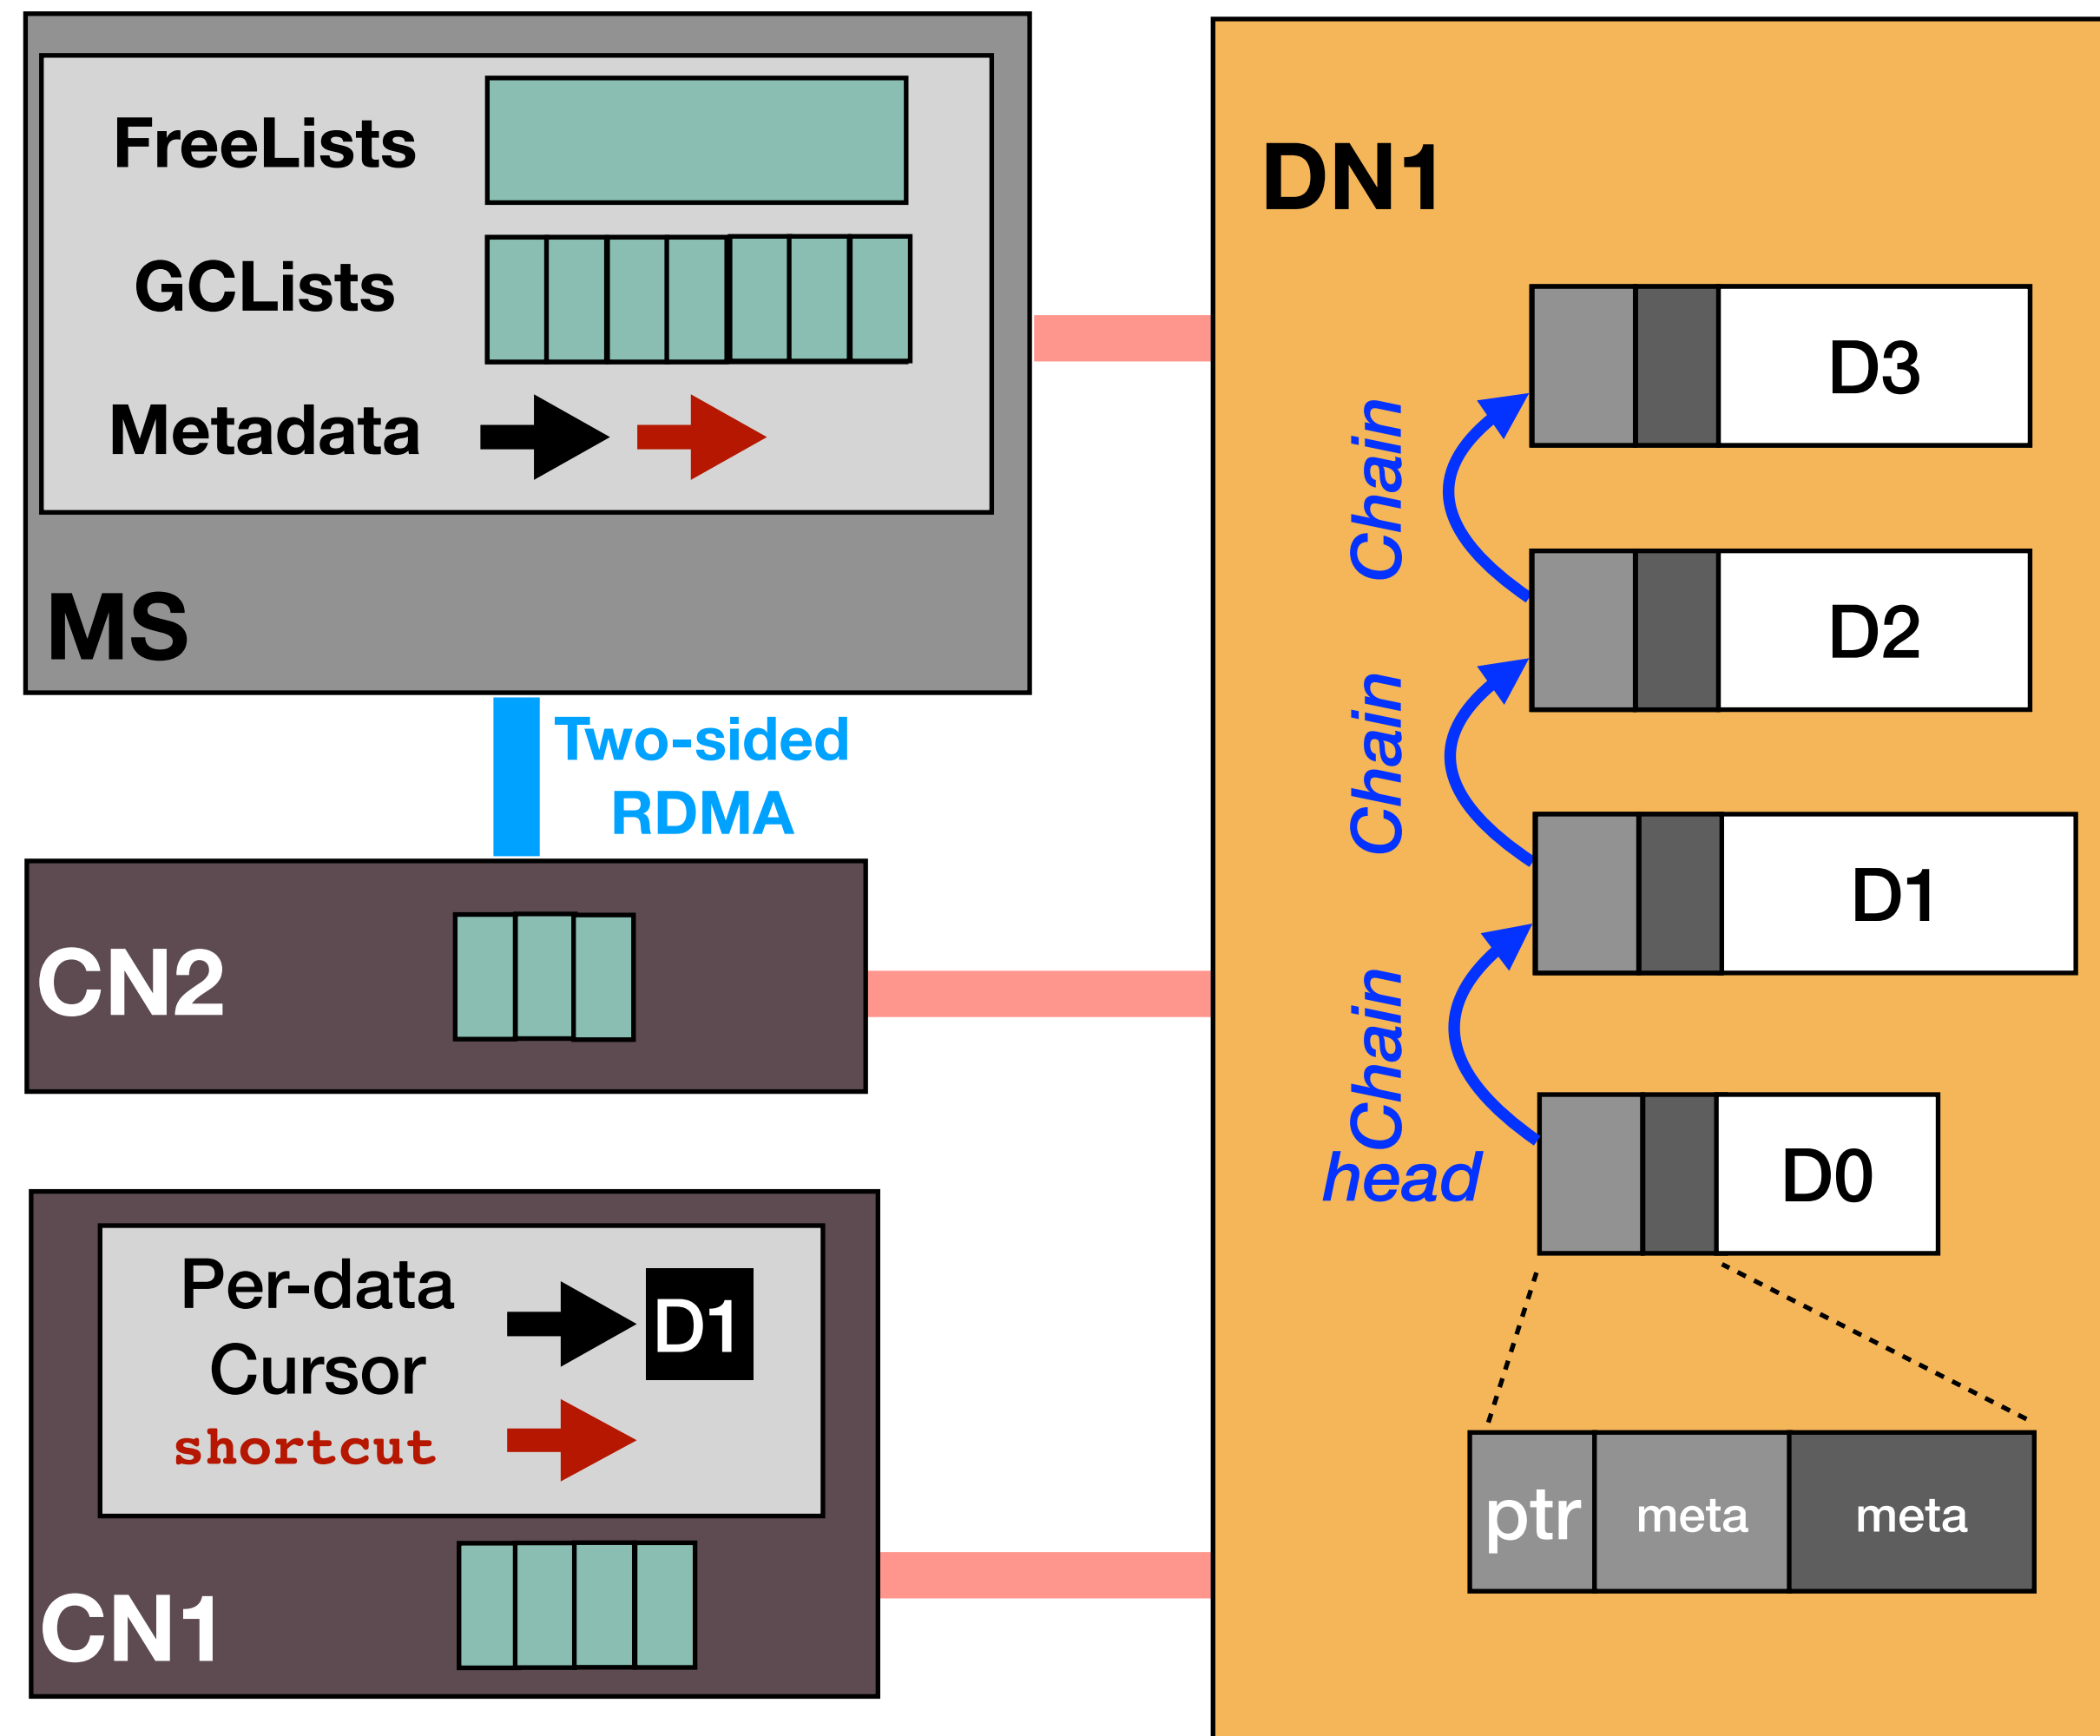 FreeLists
GCLists
Metadata
MS
Two-sided
RDMA
CN2
Per-data
Cursor
shortcut
D1
CN1
DN1
D3
Chain
D2
Chain
D1
Chain
head
D0
ptr
meta
meta